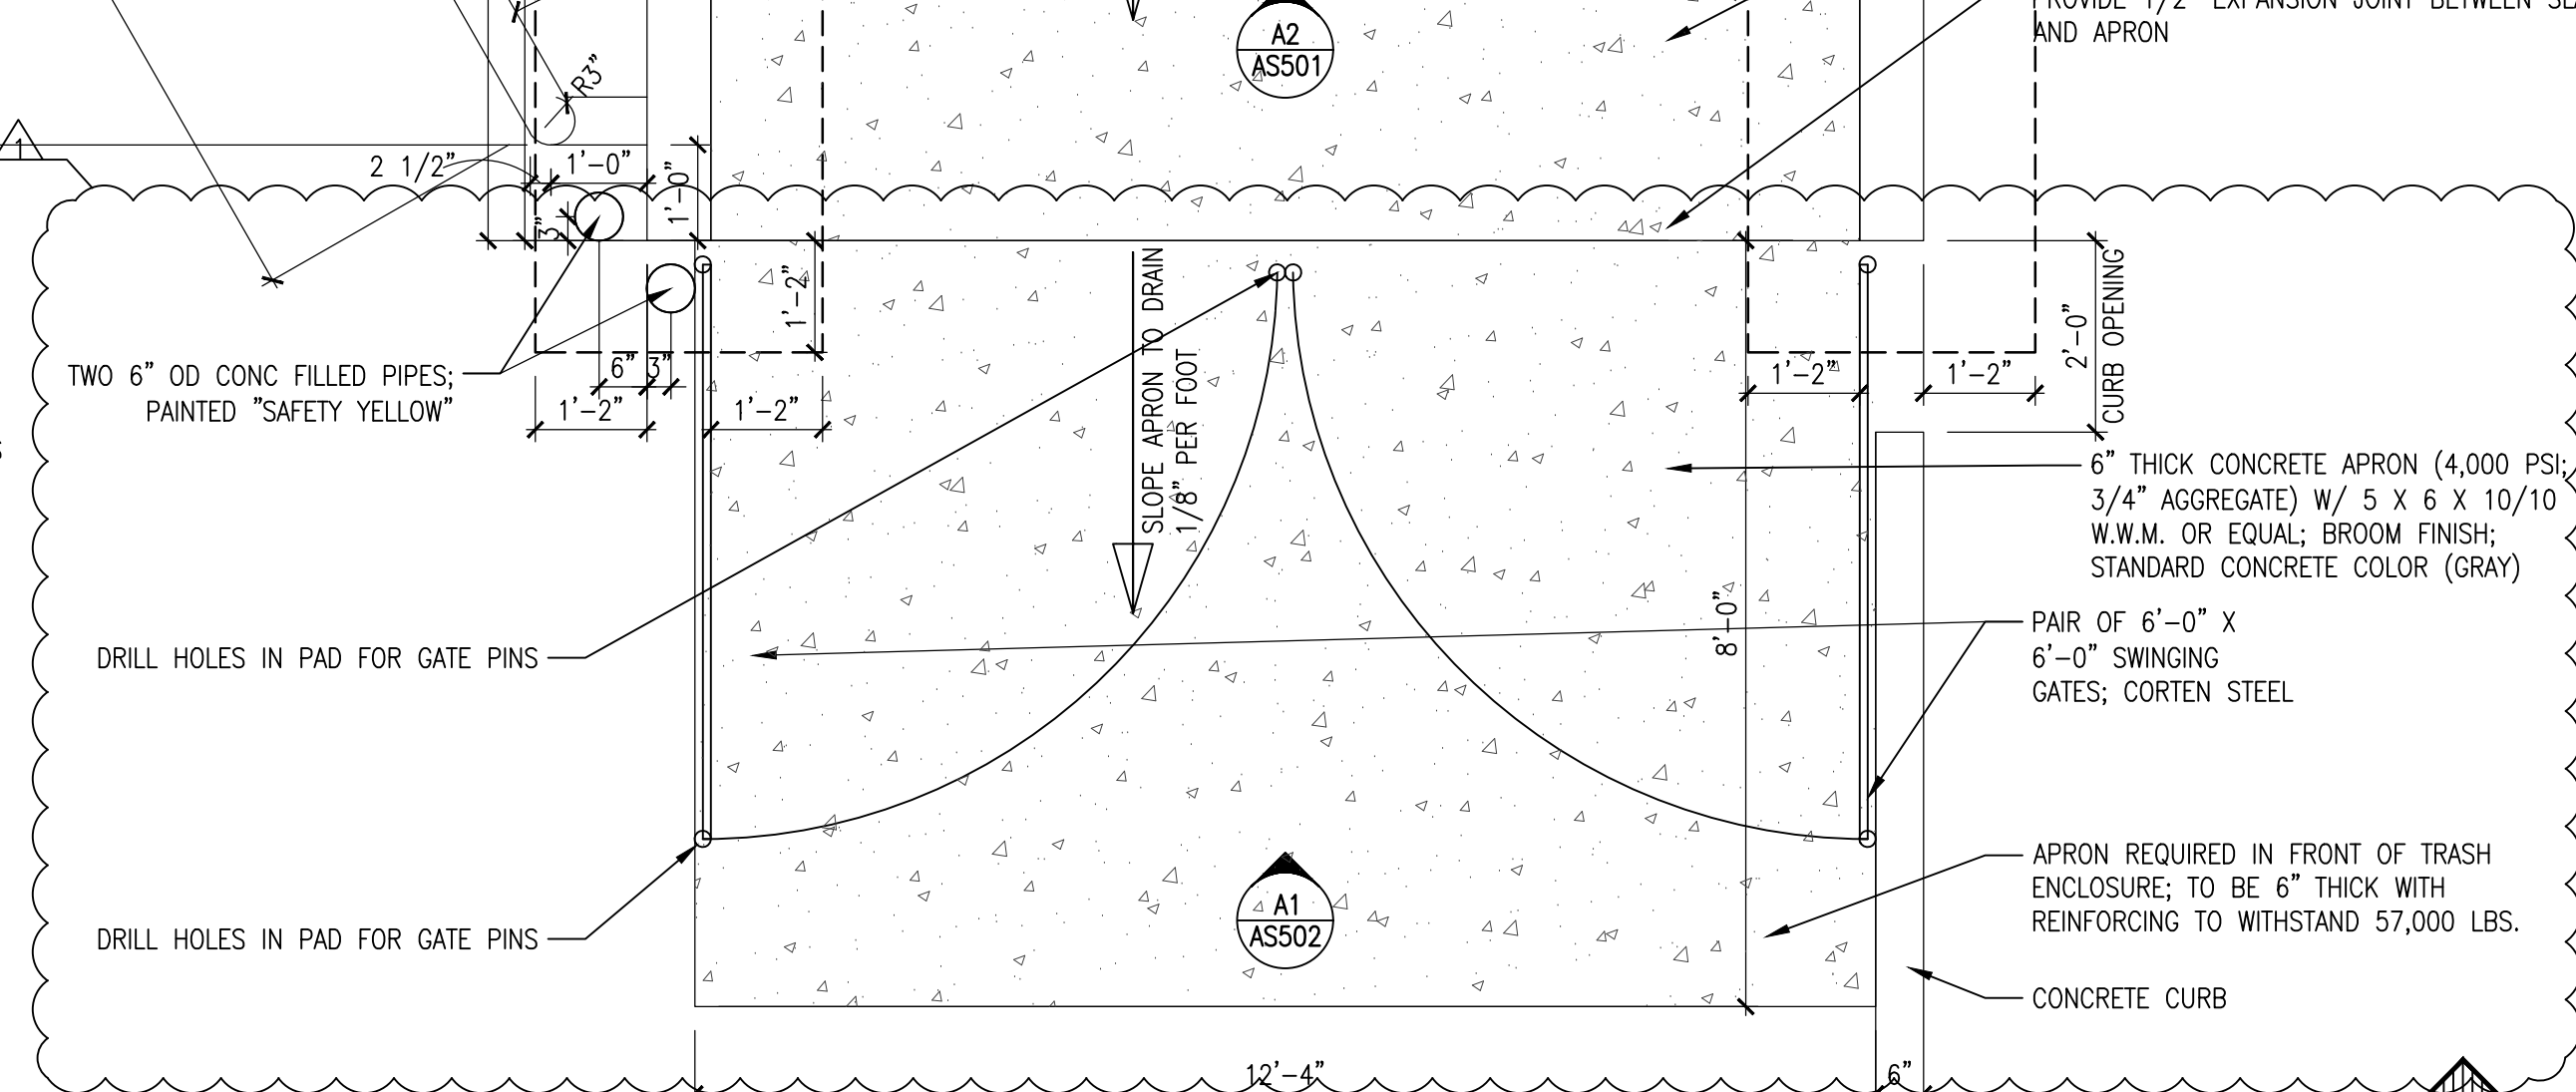 PROVIDE 1/2" EXPANSION JOINT BETWEEN
AND APRON
A2
AS501
R3"
1
2 1/2"
1'-0"
1'-0"
3"
1'-2"
TWO 6" OD CONC FILLED PIPES;
PAINTED "SAFETY YELLOW"
6"
3"
1'-2"
1'-2"
SLOPE APRON TO DRAIN
1/8" PER FOOT
1'-2"
1'-2"
2'-0"
CURB OPENING
6" THICK CONCRETE APRON (4,000 PSI;
3/4" AGGREGATE) W/ 5 X 6 X 10/10
W.W.M. OR EQUAL; BROOM FINISH;
STANDARD CONCRETE COLOR (GRAY)
8'-0"
DRILL HOLES IN PAD FOR GATE PINS
PAIR OF 6'-0" X
6'-0" SWINGING
GATES; CORTEN STEEL
APRON REQUIRED IN FRONT OF TRASH
ENCLOSURE; TO BE 6" THICK WITH
REINFORCING TO WITHSTAND 57,000 LBS.
A1
AS502
DRILL HOLES IN PAD FOR GATE PINS
CONCRETE CURB
12'-4"
6"